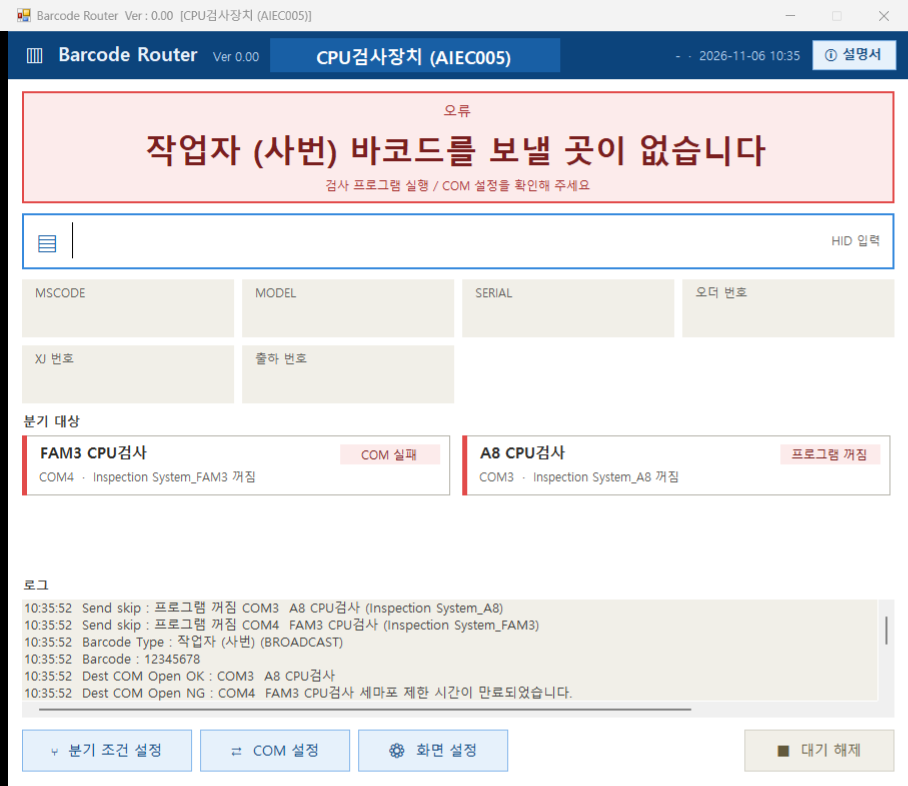 Barcode Router Ver : 0.00 [CPU검사장치 (AIEC005)]
Barcode Router Ver 0.00 CPU검사장치 (AIEC005) - · 2026-11-06 10:35 설명서
오류
작업자 (사번) 바코드를 보낼 곳이 없습니다
검사 프로그램 실행 / COM 설정을 확인해 주세요
HID 입력
MSCODE MODEL SERIAL 오더 번호
XJ 번호 출하 번호
분기 대상
FAM3 CPU검사 COM 실패
COM4 · Inspection System_FAM3 꺼짐
A8 CPU검사 프로그램 꺼짐
COM3 · Inspection System_A8 꺼짐
로그
10:35:52 Send skip : 프로그램 꺼짐 COM3 A8 CPU검사 (Inspection System_A8)
10:35:52 Send skip : 프로그램 꺼짐 COM4 FAM3 CPU검사 (Inspection System_FAM3)
10:35:52 Barcode Type : 작업자 (사번) (BROADCAST)
10:35:52 Barcode : 12345678
10:35:52 Dest COM Open OK : COM3 A8 CPU검사
10:35:52 Dest COM Open NG : COM4 FAM3 CPU검사 세마포 제한 시간이 만료되었습니다.
분기 조건 설정 COM 설정 화면 설정 대기 해제